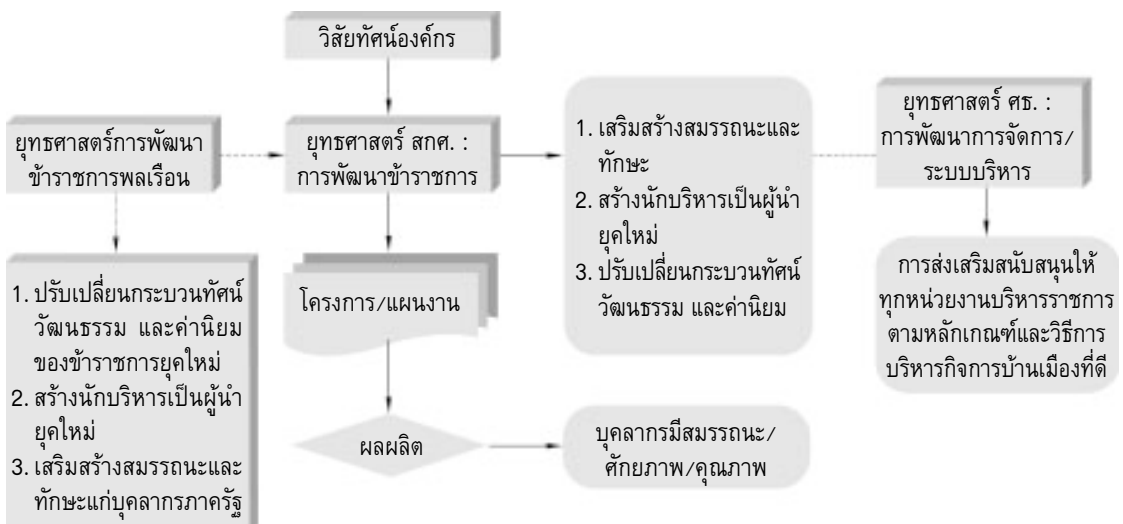 วิสัยทัศน์องค์กร
ยุทธศาสตร์การพัฒนา
ข้าราชการพลเรือน
ยุทธศาสตร์ สกศ. :
การพัฒนาข้าราชการ
1. เสริมสร้างสมรรถนะและ
ทักษะ
2. สร้างนักบริหารเป็นผู้นำ
ยุคใหม่
3. ปรับเปลี่ยนกระบวนทัศน์
วัฒนธรรม และค่านิยม
ยุทธศาสตร์ ศธ. :
การพัฒนาการจัดการ/
ระบบบริหาร
1. ปรับเปลี่ยนกระบวนทัศน์
วัฒนธรรม และค่านิยม
ของข้าราชการยุคใหม่
2. สร้างนักบริหารเป็นผู้นำ
ยุคใหม่
3. เสริมสร้างสมรรถนะและ
ทักษะแก่บุคลากรภาครัฐ
โครงการ/แผนงาน
การส่งเสริมสนับสนุนให้
ทุกหน่วยงานบริหารราชการ
ตามหลักเกณฑ์และวิธีการ
บริหารกิจการบ้านเมืองที่ดี
ผลผลิต
บุคลากรมีสมรรถนะ/
ศักยภาพ/คุณภาพ